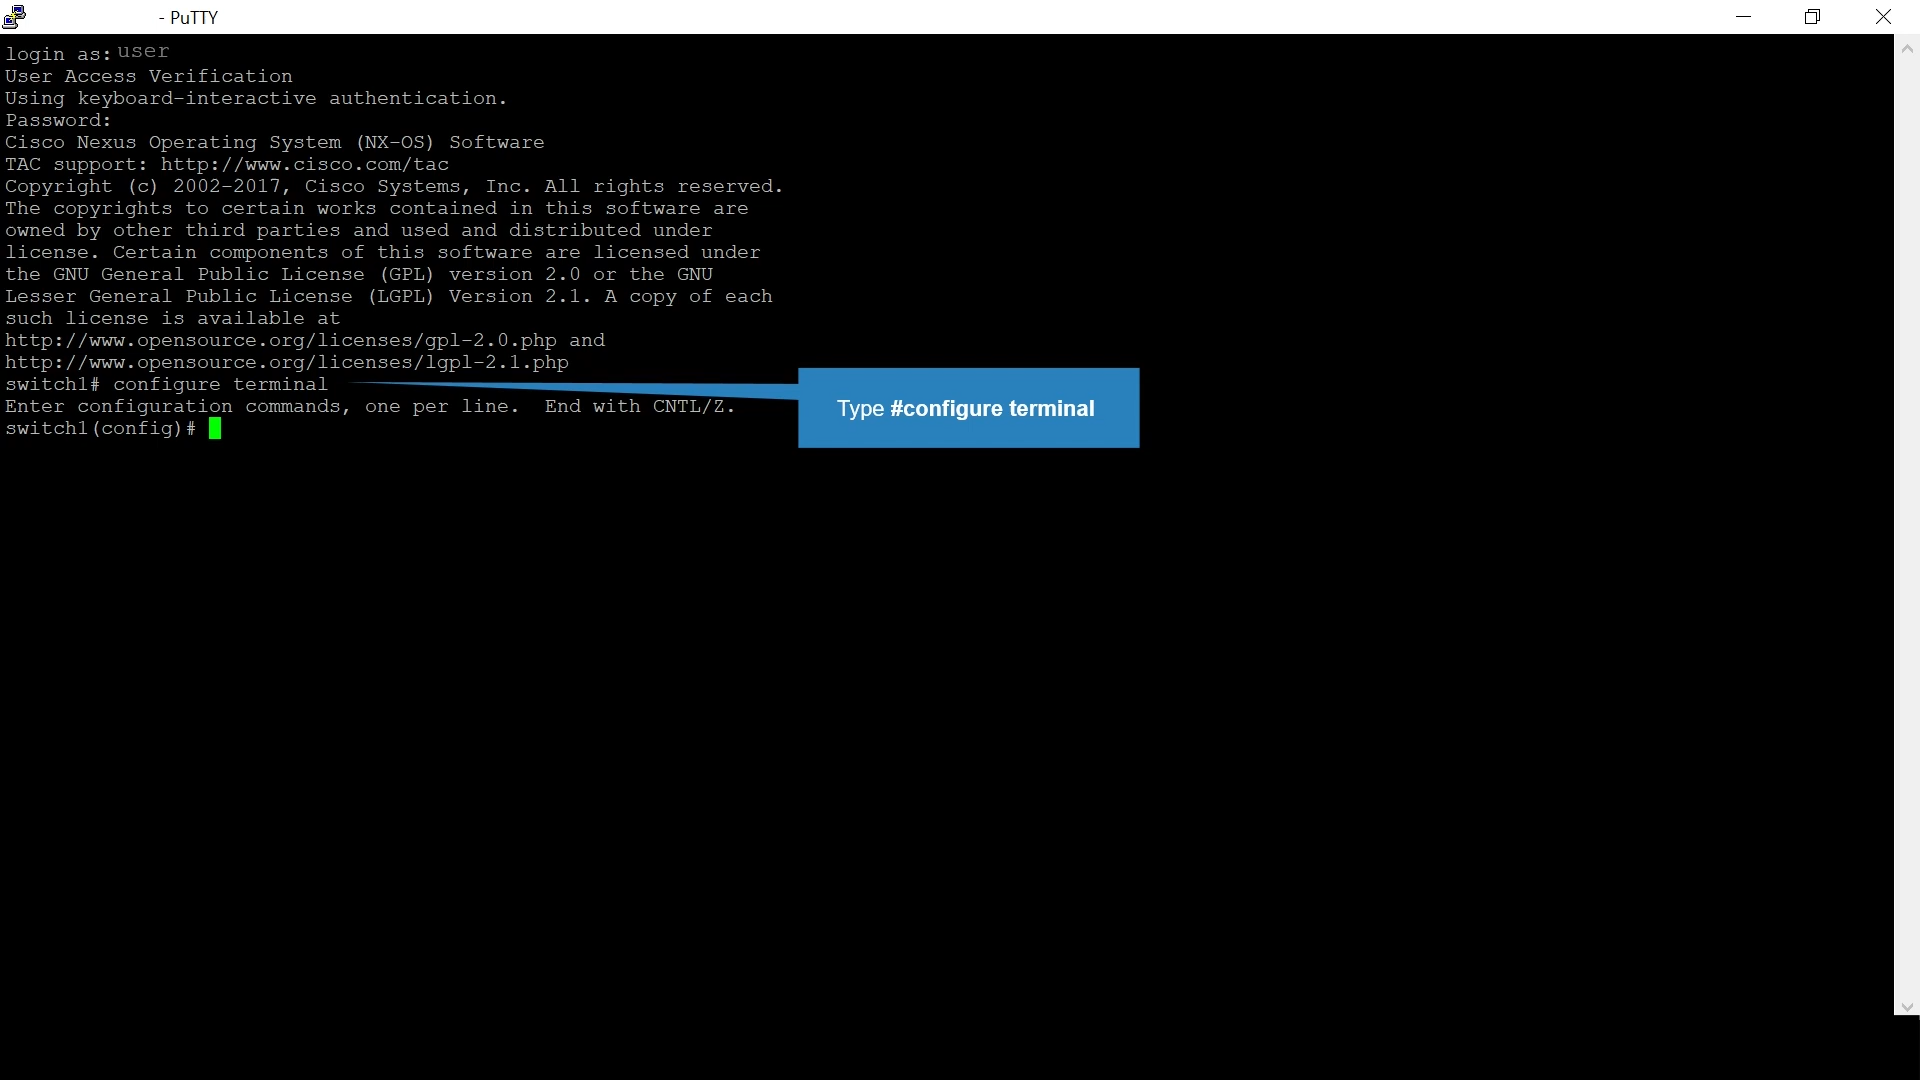 - PuTTY
login as: user
User Access Verification
Using keyboard-interactive authentication.
Password:
Cisco Nexus Operating System (NX-OS) Software
TAC support: http://www.cisco.com/tac
Copyright (c) 2002-2017, Cisco Systems, Inc. All rights reserved.
The copyrights to certain works contained in this software are
owned by other third parties and used and distributed under
license. Certain components of this software are licensed under
the GNU General Public License (GPL) version 2.0 or the GNU
Lesser General Public License (LGPL) Version 2.1. A copy of each
such license is available at
http://www.opensource.org/licenses/gpl-2.0.php and
http://www.opensource.org/licenses/lgpl-2.1.php
switch1# configure terminal
Enter configuration commands, one per line.  End with CNTL/Z.
switch1(config)#
Type #configure terminal